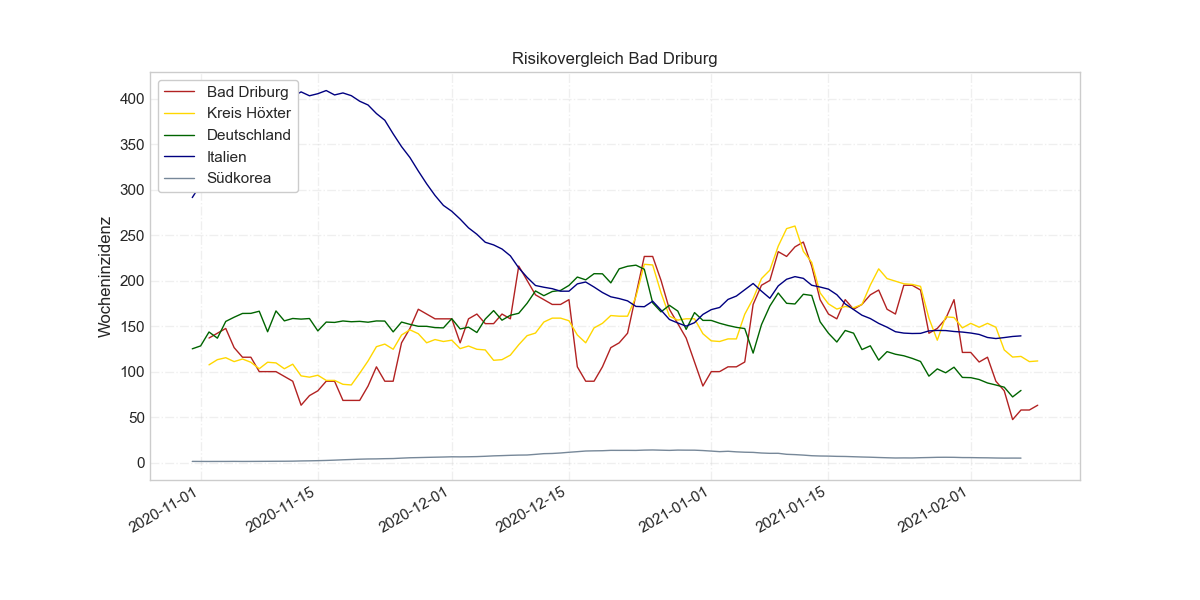 Risikovergleich Bad Driburg
Bad Driburg
Kreis Höxter
Deutschland
Italien
Südkorea
Wocheninzidenz
400
350
300
250
200
150
100
50
0
2020-11-01
2020-11-15
2020-12-01
2020-12-15
2021-01-01
2021-01-15
2021-02-01